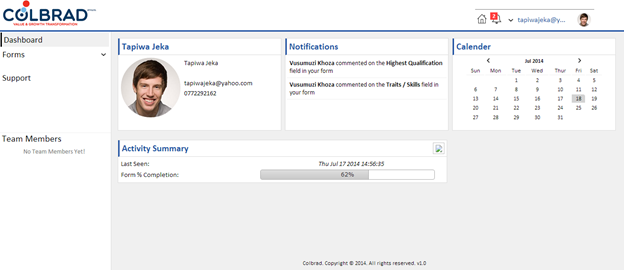 COLBRAD
VALUE & GROWTH TRANSFORMATION
2
tapiwajeka@y...
Dashboard
Forms
Support
Team Members
No Team Members Yet!
Tapiwa Jeka
Tapiwa Jeka
tapiwajeka@yahoo.com
0772292162
Notifications
Vusumuzi Khoza commented on the Highest Qualification
field in your form
Vusumuzi Khoza commented on the Traits / Skills field in
your form
Calender
Jul 2014
Sun Mon Tue Wed Thu Fri Sat
1 2 3 4 5
6 7 8 9 10 11 12
13 14 15 16 17 18 19
20 21 22 23 24 25 26
27 28 29 30 31
Activity Summary
Last Seen: Thu Jul 17 2014 14:56:35
Form % Completion: 62%
Colbrad. Copyright © 2014. All rights reserved. v1.0